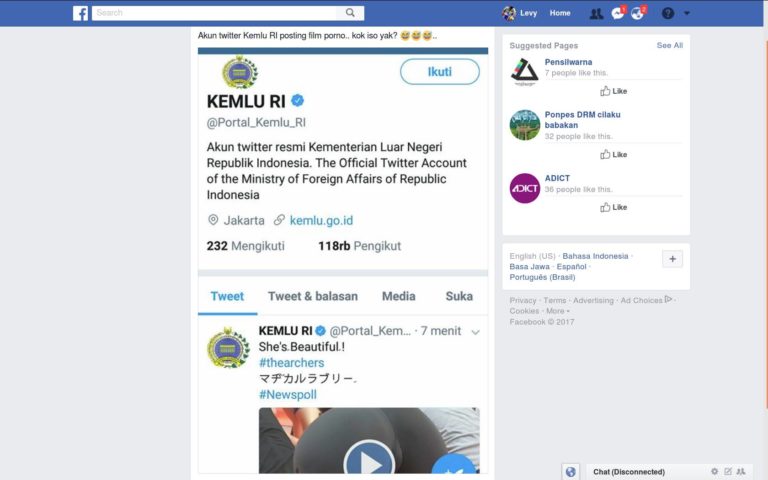 Search
Levy Home 1 2
Akun twitter Kemlu RI posting film porno.. kok iso yak? 😅😅😅..
Ikuti
KEMLU RI
@Portal_Kemlu_RI
Akun twitter resmi Kementerian Luar Negeri
Republik Indonesia. The Official Twitter Account
of the Ministry of Foreign Affairs of Republic
Indonesia
Jakarta kemlu.go.id
232 Mengikuti 118rb Pengikut
Tweet Tweet & balasan Media Suka
KEMLU RI @Portal_Kem... · 7 menit
She's.Beautiful.!
#thearchers
マヂカルラブリー.
#Newspoll
Suggested Pages See All
Pensilwarna
7 people like this.
Like
Ponpes DRM cilaku
babakan
32 people like this.
Like
ADICT
ADICT
36 people like this.
Like
English (US) · Bahasa Indonesia ·
Basa Jawa · Español ·
Português (Brasil)
Privacy · Terms · Advertising · Ad Choices ·
Cookies · More
Facebook © 2017
Chat (Disconnected)